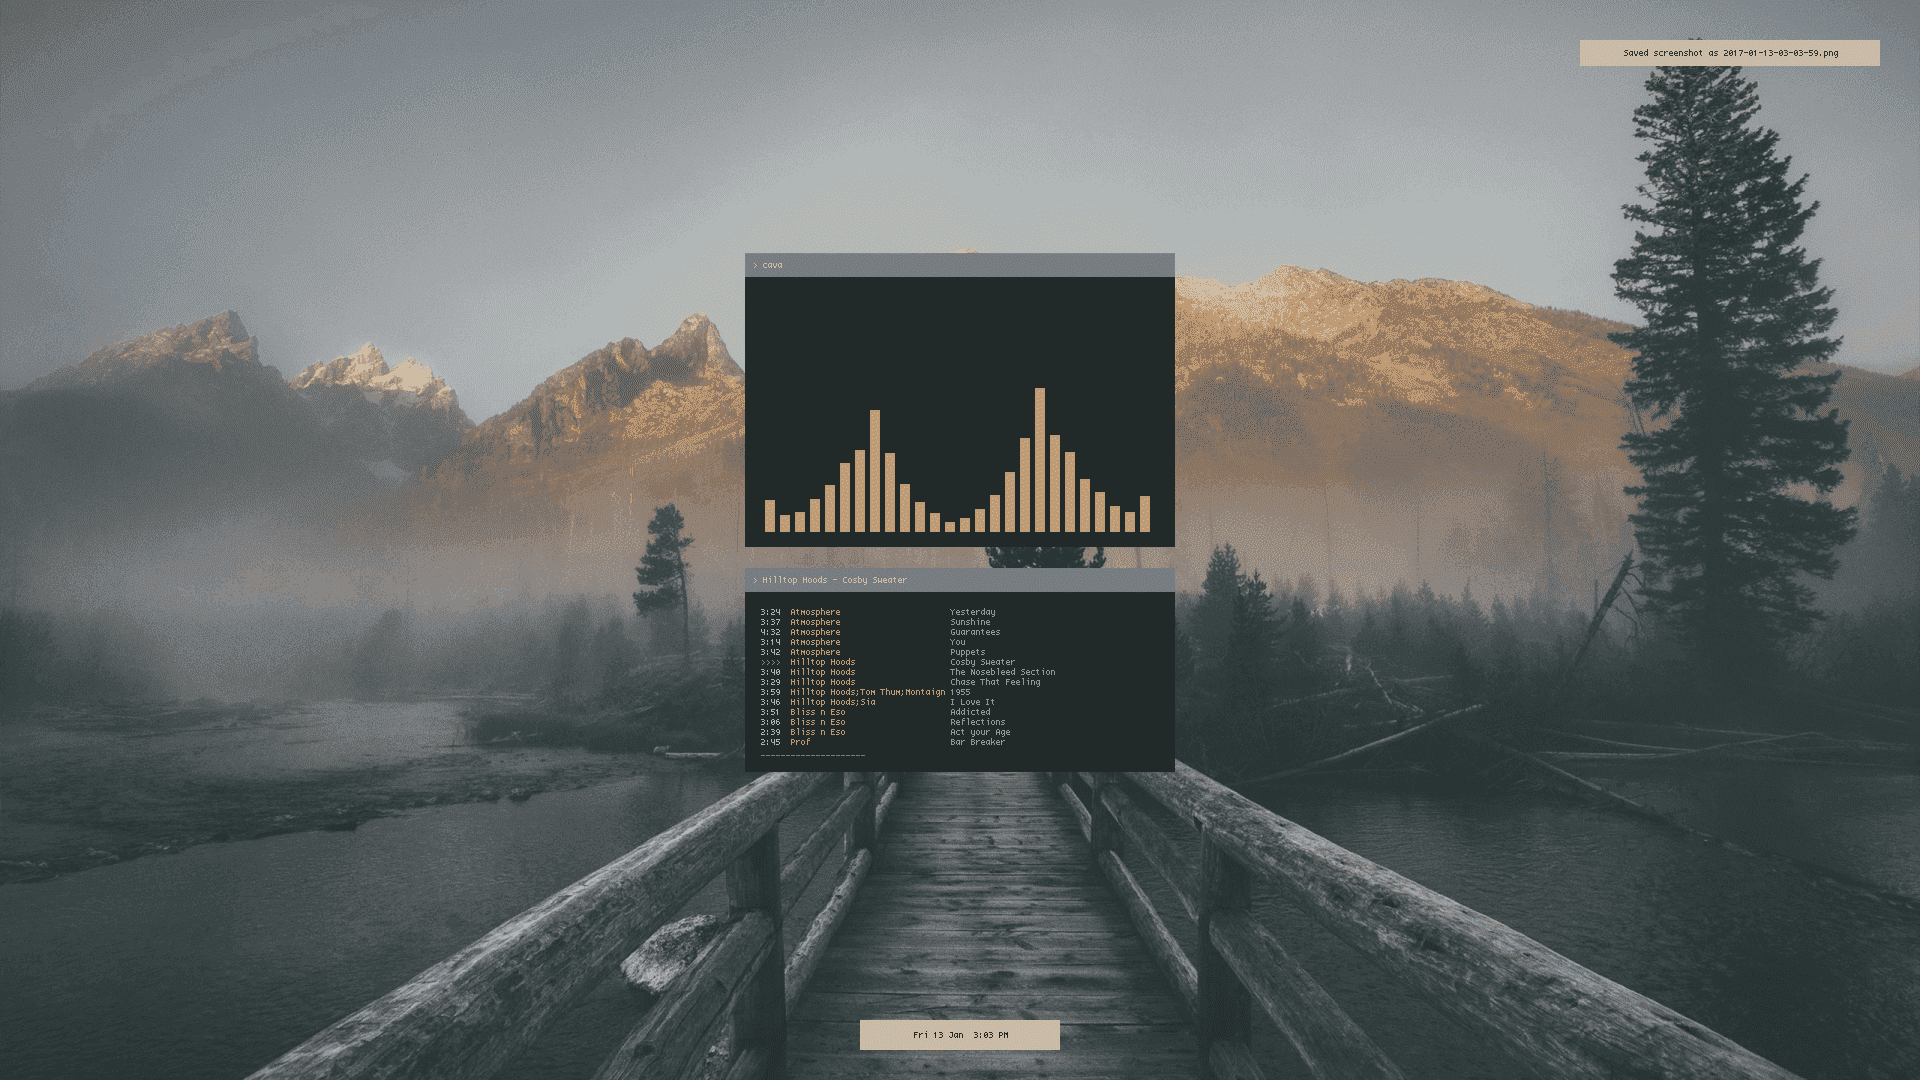 Saved screenshot as 2017-01-13-03-03-59.png
> cava
> Hilltop Hoods - Cosby Sweater
3:24 Atmosphere Yesterday
3:37 Atmosphere Sunshine
4:32 Atmosphere Guarantees
3:14 Atmosphere You
3:42 Atmosphere Puppets
>>>> Hilltop Hoods Cosby Sweater
3:40 Hilltop Hoods The Nosebleed Section
3:29 Hilltop Hoods Chase That Feeling
3:59 Hilltop Hoods;Tom Thum;Montaign 1955
3:46 Hilltop Hoods;Sia I Love It
3:51 Bliss n Eso Addicted
3:06 Bliss n Eso Reflections
2:39 Bliss n Eso Act your Age
2:45 Prof Bar Breaker
---------------------
Fri 13 Jan 3:03 PM